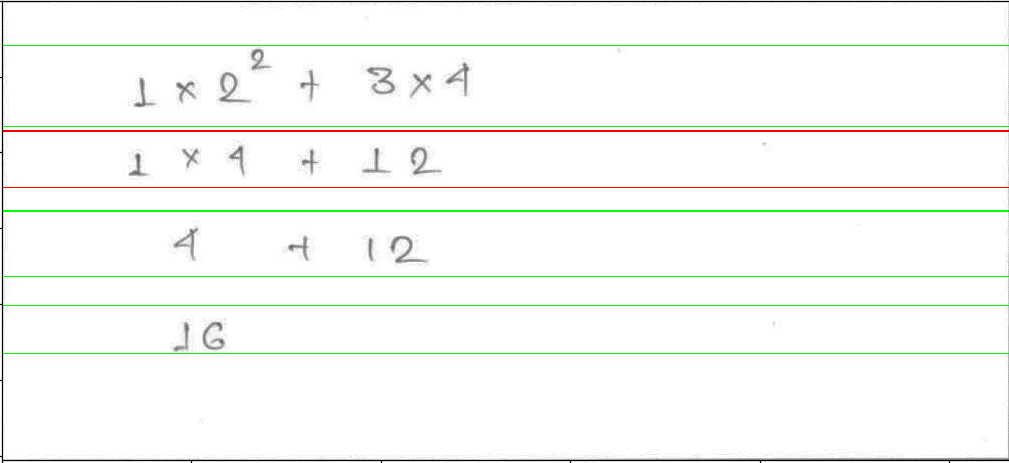 1 × 2² + 3 × 4
1 × 4 + 12
4 + 12
16